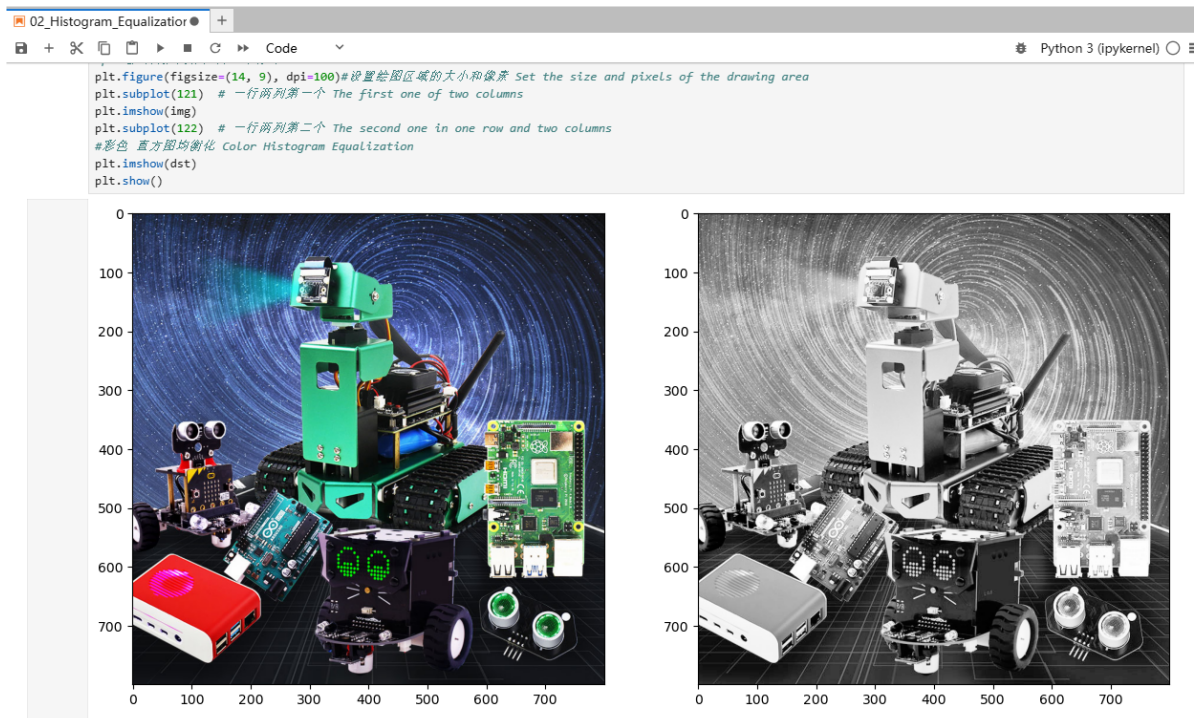 02_Histogram_Equalization
Code
Python 3 (ipykernel)
plt.figure(figsize=(14, 9), dpi=100)#设置绘图区域的大小和像素 Set the size and pixels of the drawing area
plt.subplot(121)  # 一行两列第一个 The first one of two columns
plt.imshow(img)
plt.subplot(122)  # 一行两列第二个 The second one in one row and two columns
#彩色 直方图均衡化 Color Histogram Equalization
plt.imshow(dst)
plt.show()
0
100
200
300
400
500
600
700
0 100 200 300 400 500 600 700
0
100
200
300
400
500
600
700
0 100 200 300 400 500 600 700